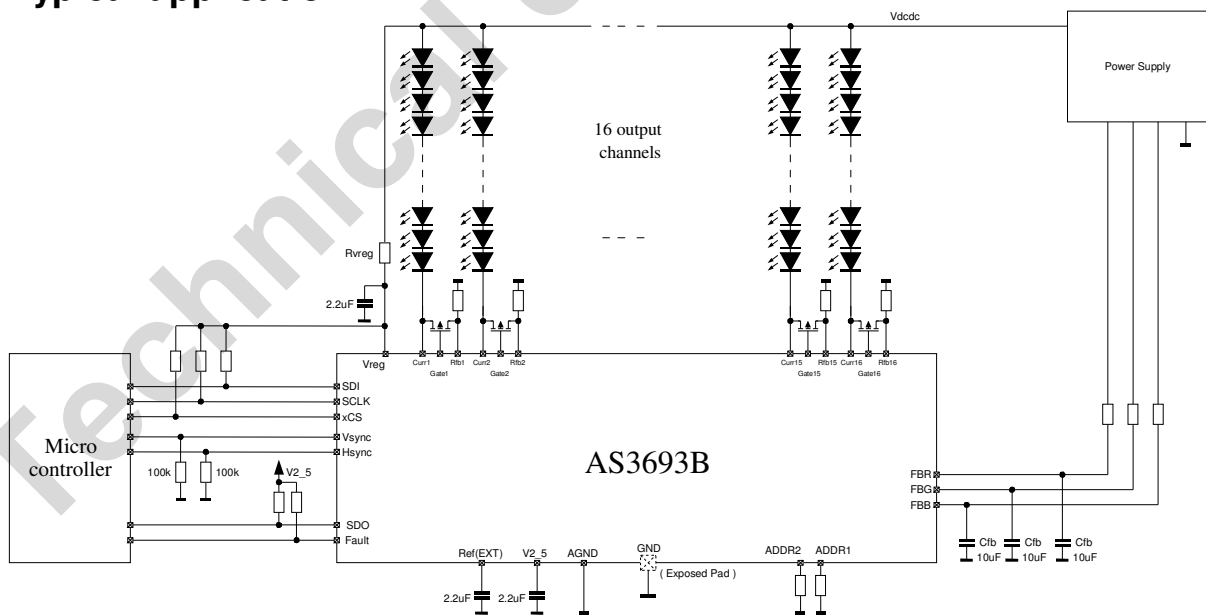 Typical application
Technical
Vdcdc
Power Supply
16 output
channels
Rvreg
2.2uF
Vreg
Curr1
Gate1
Rfb1
Curr2
Gate2
Rfb2
Curr15
Gate15
Rfb15
Curr16
Gate16
Rfb16
Micro
controller
SDI
SCLK
xCS
Vsync
Hsync
100k
100k
V2_5
SDO
Fault
AS3693B
FBR
FBG
FBB
Cfb
10uF
Cfb
10uF
Cfb
10uF
Ref(EXT)
V2_5
AGND
GND
( Exposed Pad )
ADDR2
ADDR1
2.2uF
2.2uF